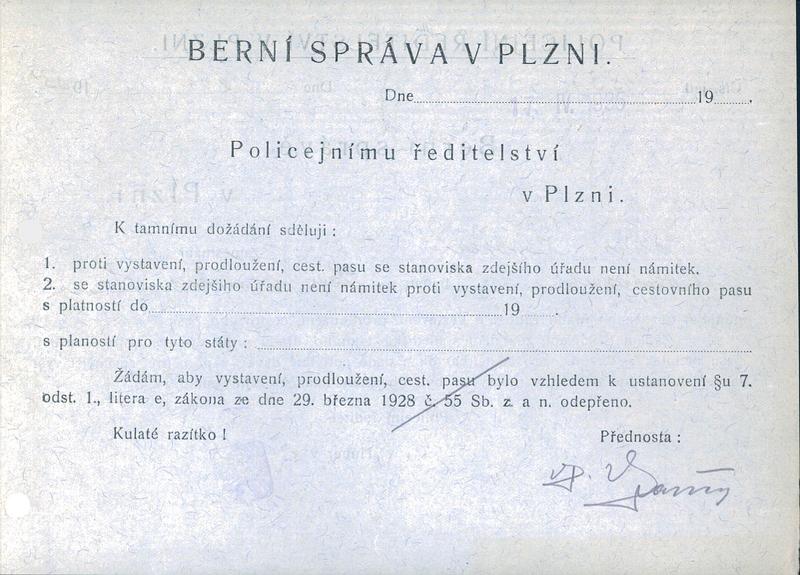 BERNÍ SPRÁVA V PLZNI.
Dne 19 .
Policejnímu ředitelství
v Plzni.
K tamnímu dožádání sděluji :
1. proti vystavení, prodloužení, cest. pasu se stanoviska zdejšího úřadu není námitek.
2. se stanoviska zdejšiho úřadu není námitek proti vystavení, prodloužení, cestovního pasu
s platností do 19 .
s plaností pro tyto státy :
Žádám, aby vystavení, prodloužení, cest. pasu bylo vzhledem k ustanovení §u 7.
odst. 1., litera e, zákona ze dne 29. března 1928 č. 55 Sb. z a n. odepřeno.
Kulaté razítko !
Přednosta :